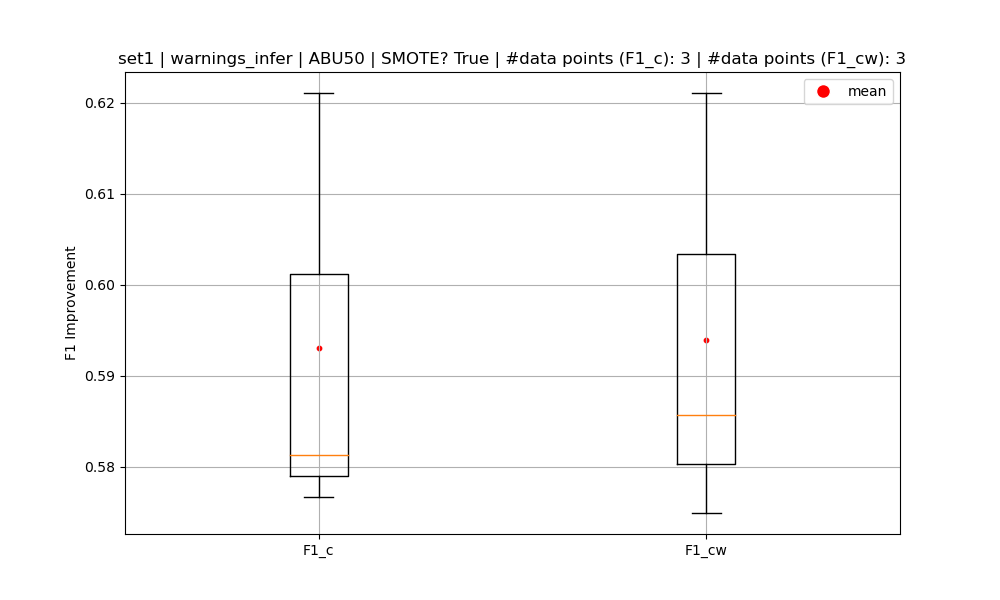 set1 | warnings_infer | ABU50 | SMOTE? True | #data points (F1_c): 3 | #data points (F1_cw): 3
mean
0.62
0.61
0.60
0.59
0.58
F1 Improvement
F1_c
F1_cw